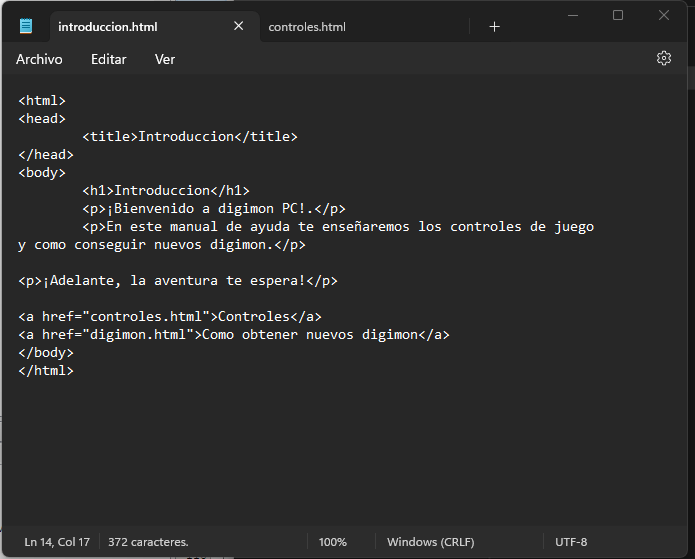 introduccion.html
controles.html
Archivo
Editar
Ver
<html>
<head>
<title>Introduccion</title>
</head>
<body>
<h1>Introduccion</h1>
<p>¡Bienvenido a digimon PC!.</p>
<p>En este manual de ayuda te enseñaremos los controles de juego
y como conseguir nuevos digimon.</p>
<p>¡Adelante, la aventura te espera!</p>
<a href="controles.html">Controles</a>
<a href="digimon.html">Como obtener nuevos digimon</a>
</body>
</html>
Ln 14, Col 17
372 caracteres.
100%
Windows (CRLF)
UTF-8